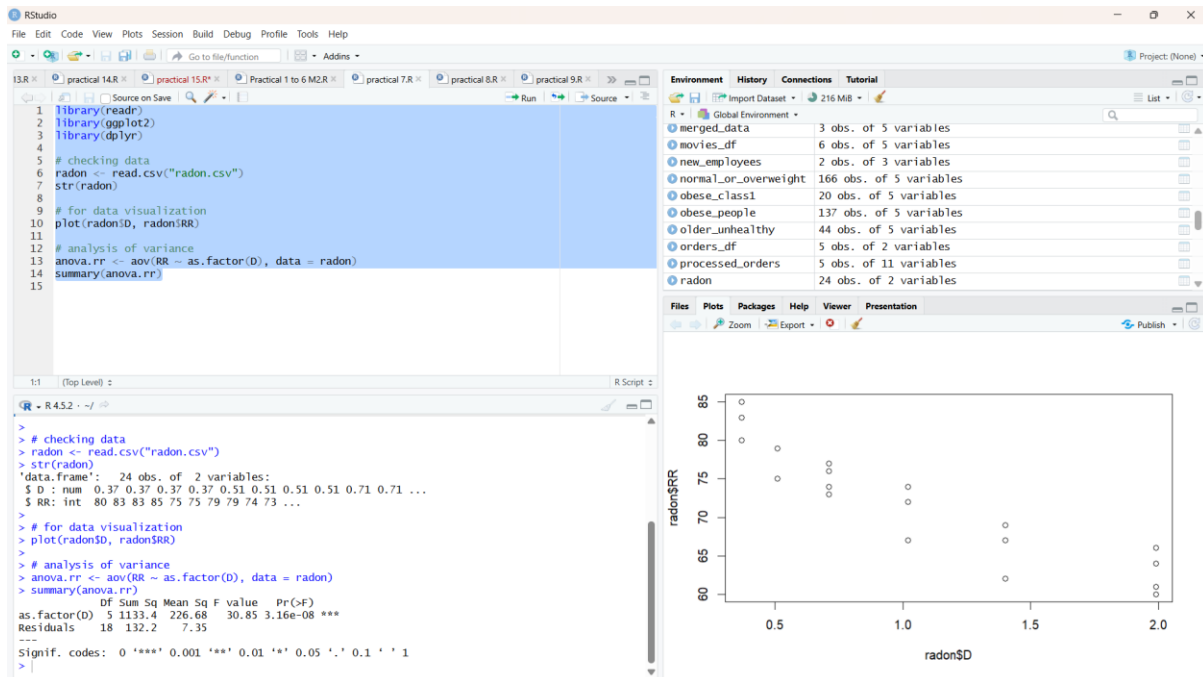 RStudio
File Edit Code View Plots Session Build Debug Profile Tools Help
Go to file/function
Addins
Project: (None)
13.R
practical 14.R
practical 15.R*
Practical 1 to 6 M2.R
practical 7.R
practical 8.R
practical 9.R
Source on Save
Run
Source
1 library(readr)
2 library(ggplot2)
3 library(dplyr)
4
5 # checking data
6 radon <- read.csv("radon.csv")
7 str(radon)
8
9 # for data visualization
10 plot(radon$D, radon$RR)
11
12 # analysis of variance
13 anova.rr <- aov(RR ~ as.factor(D), data = radon)
14 summary(anova.rr)
15
1:1 (Top Level) R Script
R 4.5.2 · ~/
>
> # checking data
> radon <- read.csv("radon.csv")
> str(radon)
'data.frame': 24 obs. of 2 variables:
$ D : num 0.37 0.37 0.37 0.37 0.51 0.51 0.51 0.51 0.71 0.71 ...
$ RR: int 80 83 83 85 75 75 79 79 74 73 ...
>
> # for data visualization
> plot(radon$D, radon$RR)
>
> # analysis of variance
> anova.rr <- aov(RR ~ as.factor(D), data = radon)
> summary(anova.rr)
Df Sum Sq Mean Sq F value Pr(>F)
as.factor(D) 5 1133.4 226.68 30.85 3.16e-08 ***
Residuals 18 132.2 7.35
---
Signif. codes: 0 ‘***’ 0.001 ‘**’ 0.01 ‘*’ 0.05 ‘.’ 0.1 ‘ ’ 1
>
Environment History Connections Tutorial
Import Dataset 216 MiB List
R Global Environment
merged_data 3 obs. of 5 variables
movies_df 6 obs. of 5 variables
new_employees 2 obs. of 3 variables
normal_or_overweight 166 obs. of 5 variables
obese_class1 20 obs. of 5 variables
obese_people 137 obs. of 5 variables
older_unhealthy 44 obs. of 5 variables
orders_df 5 obs. of 2 variables
processed_orders 5 obs. of 11 variables
radon 24 obs. of 2 variables
Files Plots Packages Help Viewer Presentation
Zoom Export Publish
85
80
75
70
65
60
radon$RR
0.5 1.0 1.5 2.0
radon$D